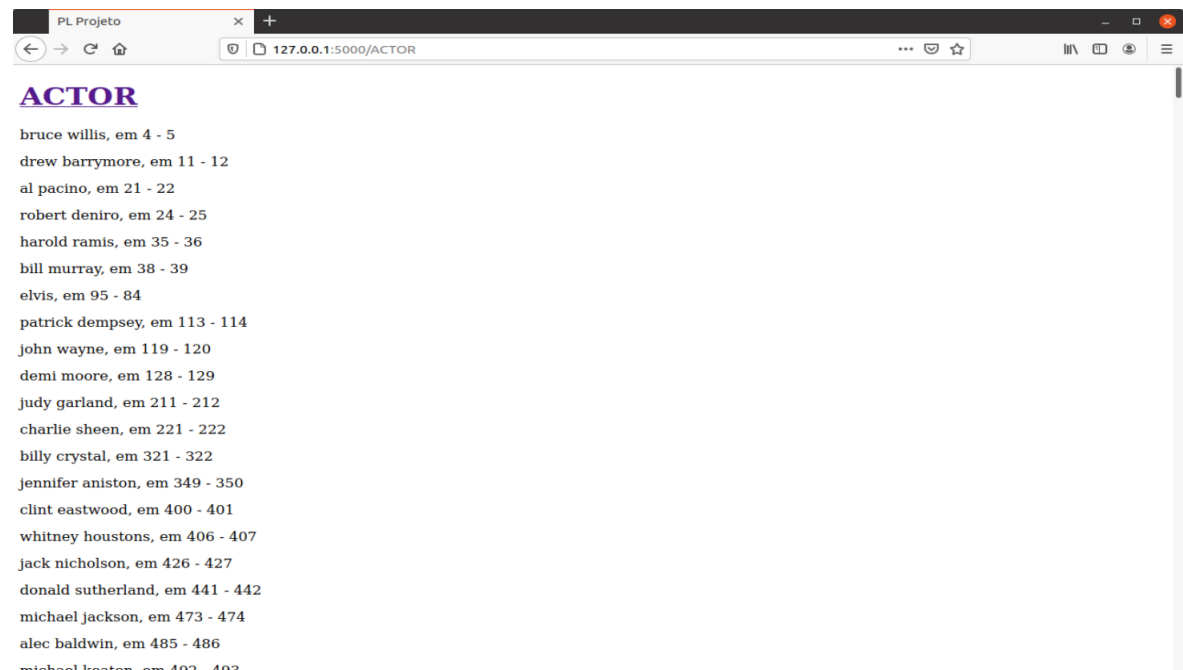 PL Projeto
127.0.0.1:5000/ACTOR
ACTOR
bruce willis, em 4 - 5
drew barrymore, em 11 - 12
al pacino, em 21 - 22
robert deniro, em 24 - 25
harold ramis, em 35 - 36
bill murray, em 38 - 39
elvis, em 95 - 84
patrick dempsey, em 113 - 114
john wayne, em 119 - 120
demi moore, em 128 - 129
judy garland, em 211 - 212
charlie sheen, em 221 - 222
billy crystal, em 321 - 322
jennifer aniston, em 349 - 350
clint eastwood, em 400 - 401
whitney houstons, em 406 - 407
jack nicholson, em 426 - 427
donald sutherland, em 441 - 442
michael jackson, em 473 - 474
alec baldwin, em 485 - 486
michael keaton, em 492 - 493